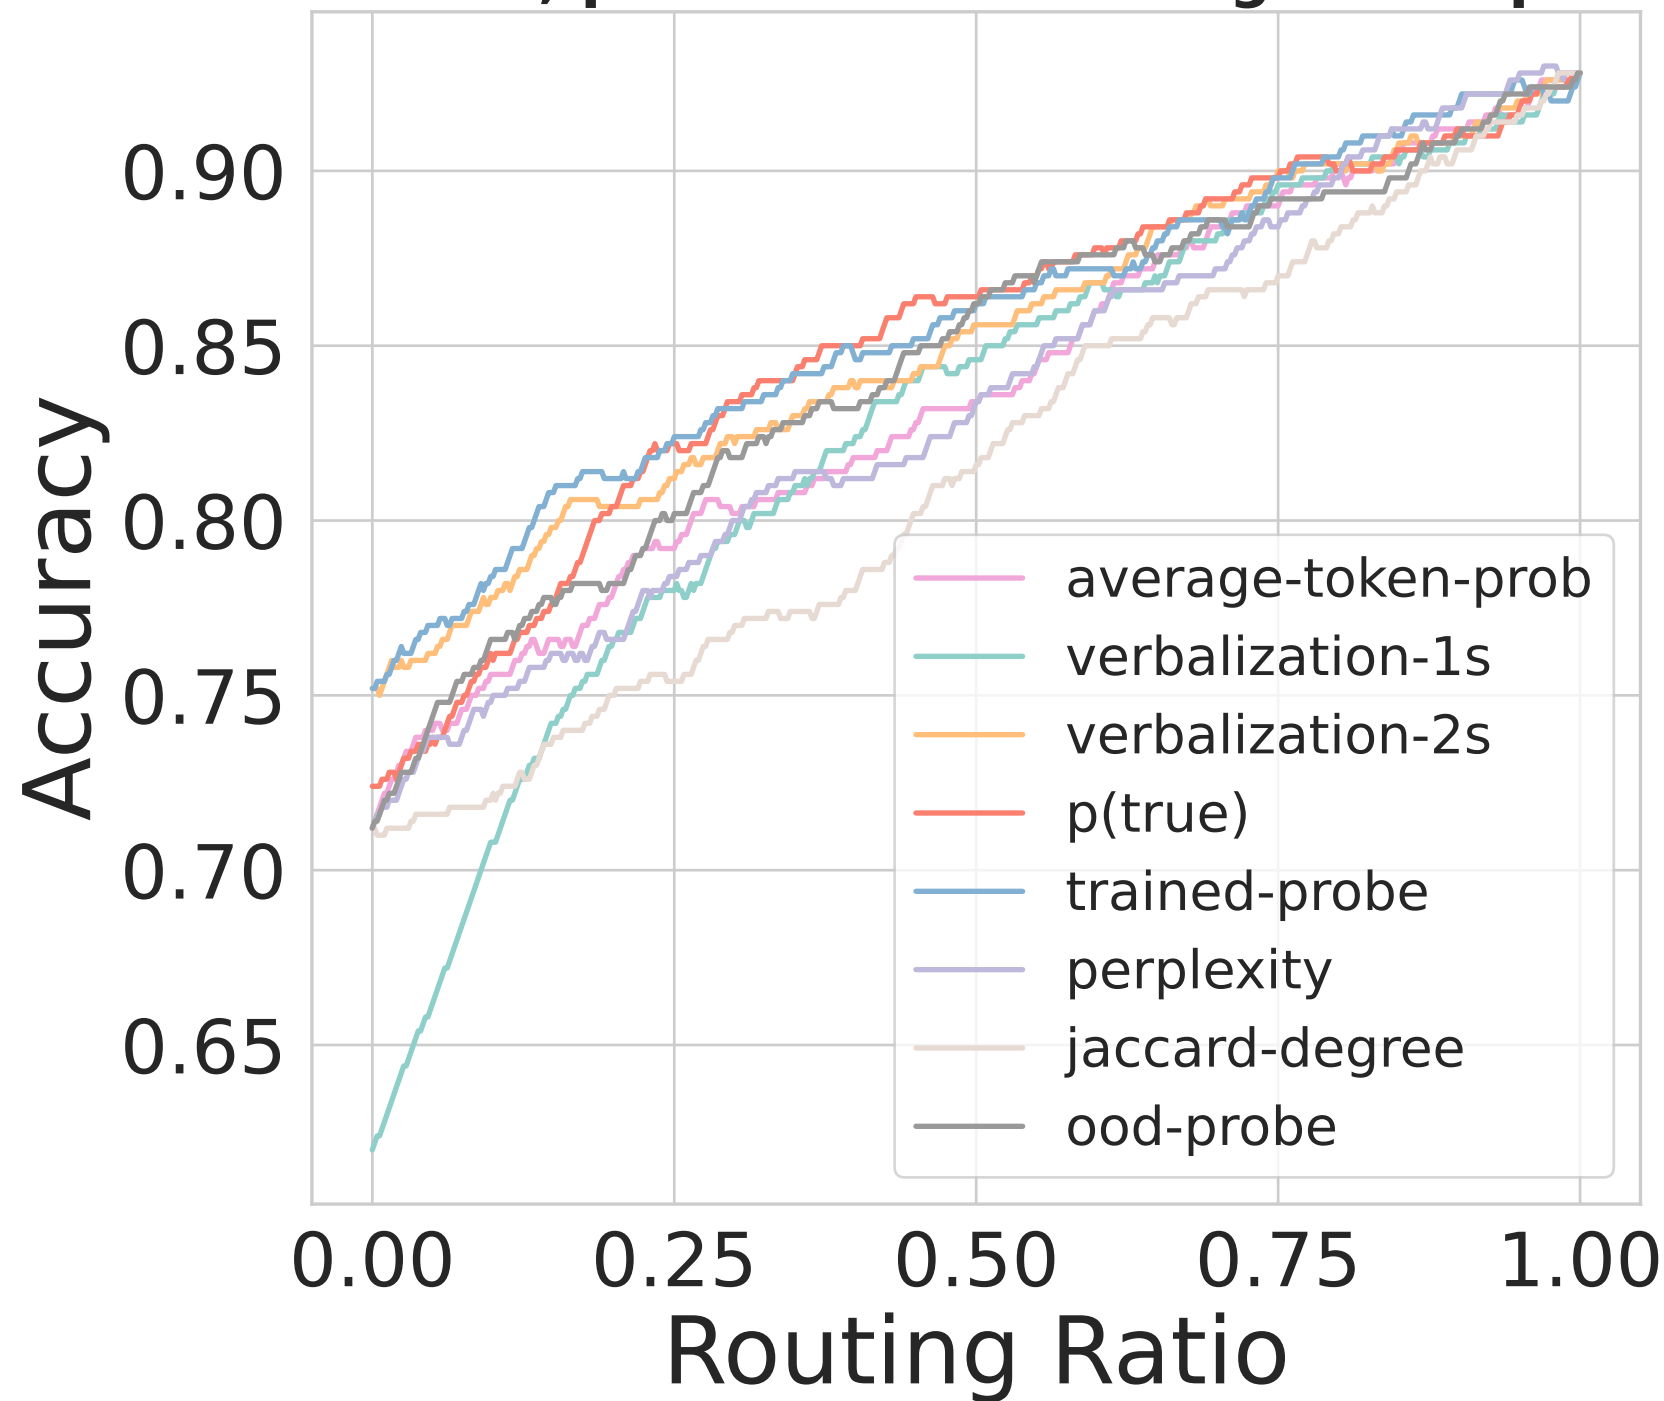 0.90
0.85
0.80
0.75
0.70
0.65
Accuracy
average-token-prob
verbalization-1s
verbalization-2s
p(true)
trained-probe
perplexity
jaccard-degree
ood-probe
0.00 0.25 0.50 0.75 1.00
Routing Ratio